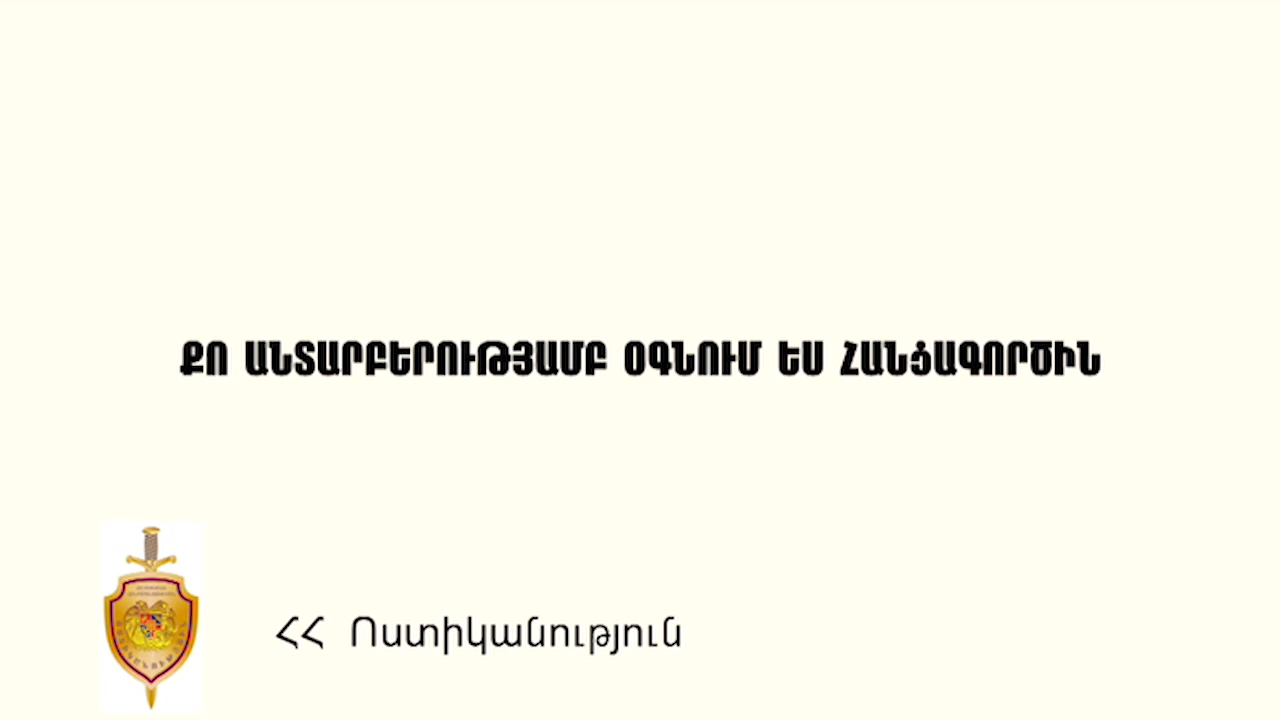 ՔՈ ԱՆՏԱՐԲԵՐՈՒԹՅԱՄԲ ՕԳՆՈՒՄ ԵՍ ՀԱՆՑԱԳՈՐԾԻՆ
ՀՀ Ոստիկանություն